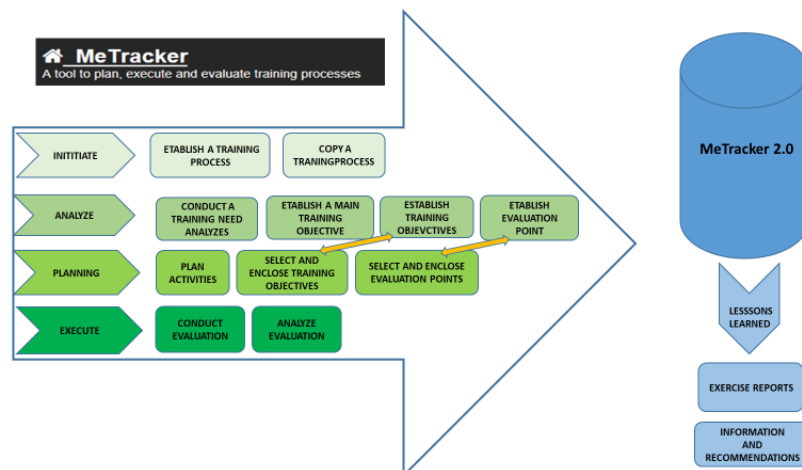 MeTracker
A tool to plan, execute and evaluate training processes
INITITIATE
ETABLISH A TRAINING
PROCESS
COPY A
TRANINGPROCESS
ANALYZE
CONDUCT A
TRAINING NEED
ANALYZES
ETABLISH A MAIN
TRAINING
OBJECTIVE
ESTABLISH
TRAINING
OBJEVCTIVES
ETABLISH
EVALUATION
POINT
PLANNING
PLAN
ACTIVITIES
SELECT AND
ENCLOSE TRAINING
OBJECTIVES
SELECT AND ENCLOSE
EVALUATION POINTS
EXECUTE
CONDUCT
EVALUATION
ANALYZE
EVALUATION
MeTracker 2.0
LESSSONS
LEARNED
EXERCISE REPORTS
INFORMATION
AND
RECOMMENDATIONS